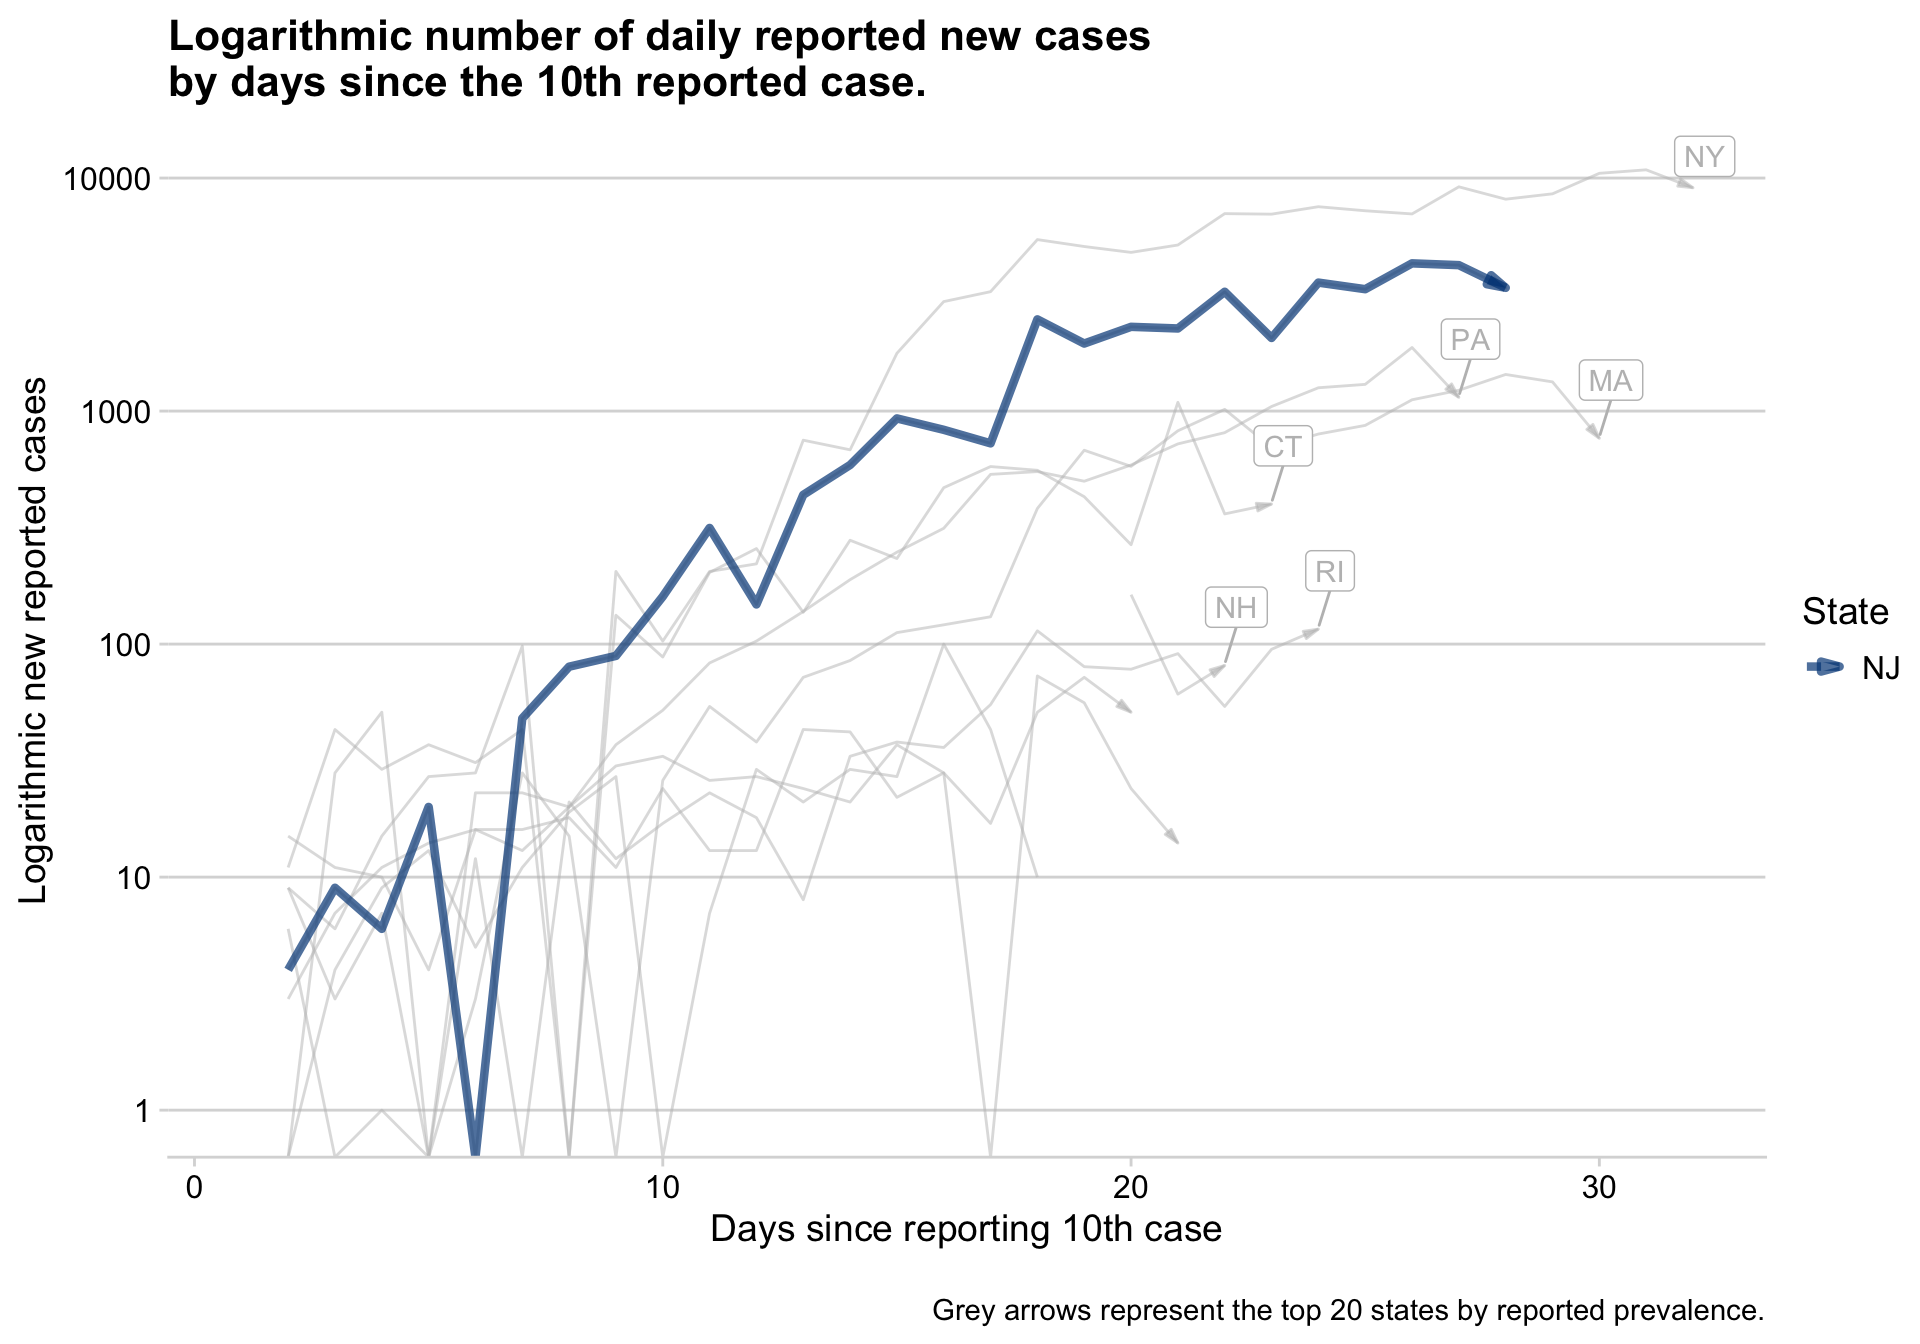 Logarithmic number of daily reported new cases
by days since the 10th reported case.
NY
10000
PA
MA
1000
CT
RI
NH
100
10
1
Logarithmic new reported cases
State
NJ
0 10 20 30
Days since reporting 10th case
Grey arrows represent the top 20 states by reported prevalence.